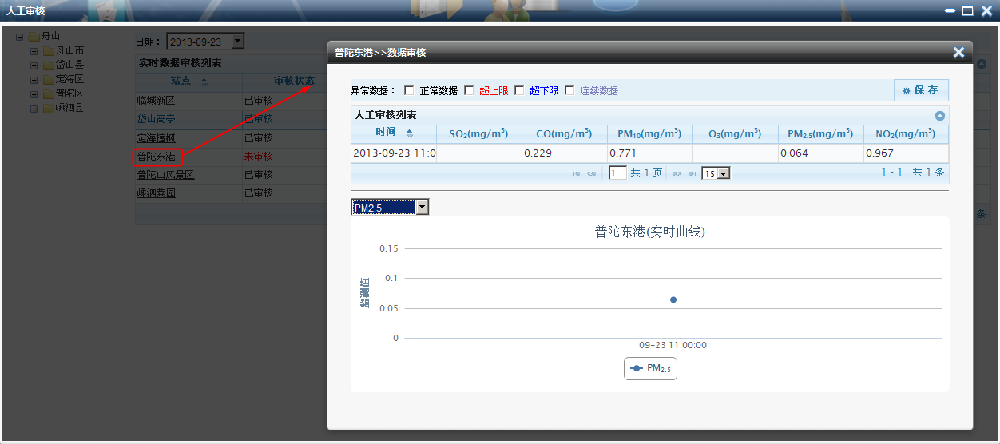 人工审核
舟山
舟山市
岱山县
定海区
普陀区
嵊泗县
日期： 2013-09-23
实时数据审核列表
站点 审核状态
临城新区 已审核
岱山高亭 已审核
定海檀树 已审核
普陀东港 未审核
普陀山风景区 已审核
嵊泗菜园 已审核
条
普陀东港>>数据审核
异常数据： 正常数据 超上限 超下限 连续数据
保 存
人工审核列表
时间 SO₂(mg/m³) CO(mg/m³) PM₁₀(mg/m³) O₃(mg/m³) PM₂.₅(mg/m³) NO₂(mg/m³)
2013-09-23 11:0 0.229 0.771 0.064 0.967
1 共 1 页 15 1 - 1 共 1 条
PM2.5
普陀东港(实时曲线)
监测值
0.15
0.1
0.05
0
09-23 11:00:00
PM₂.₅